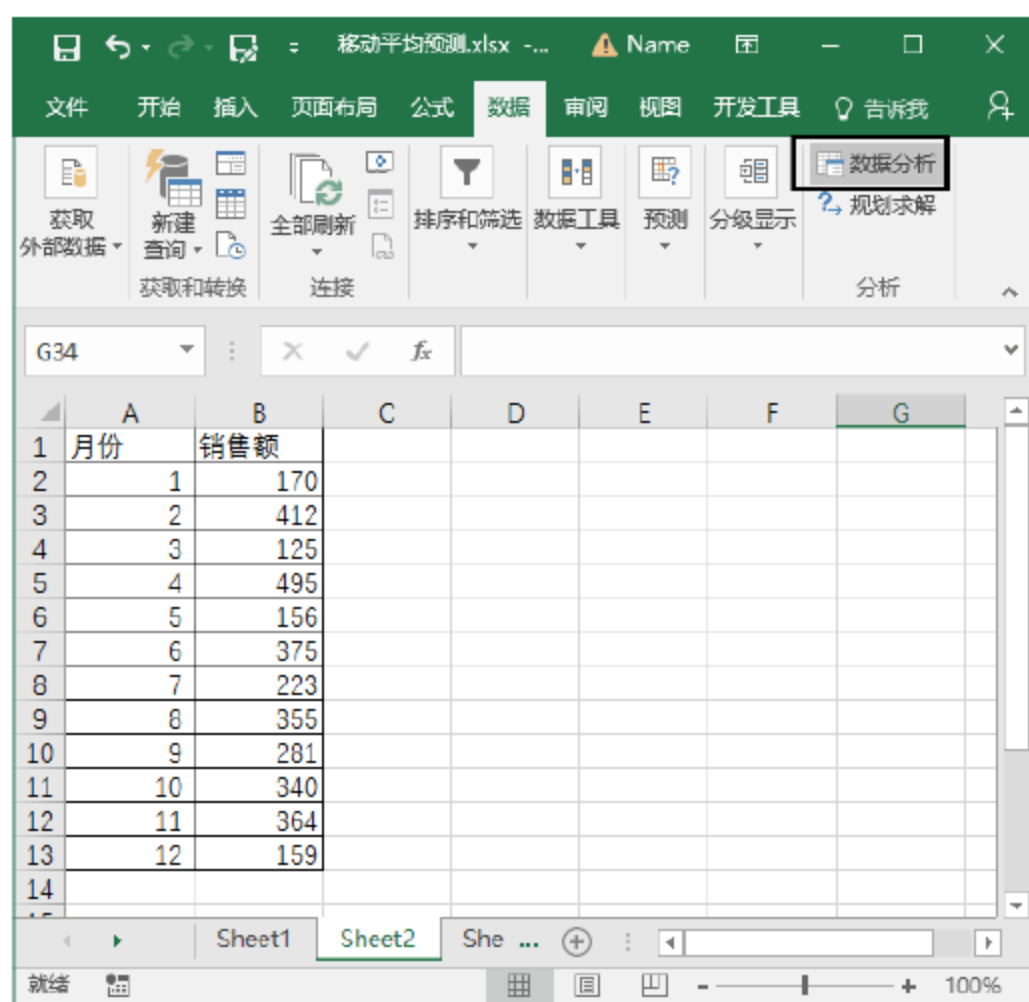 移动平均预测.xlsx -... Name
文件 开始 插入 页面布局 公式 数据 审阅 视图 开发工具 告诉我
获取 外部数据
新建 查询
全部刷新
排序和筛选
数据工具
预测
分级显示
数据分析
规划求解
获取和转换 连接 分析
G34 fx
A B C D E F G
1 月份 销售额
2 1 170
3 2 412
4 3 125
5 4 495
6 5 156
7 6 375
8 7 223
9 8 355
10 9 281
11 10 340
12 11 364
13 12 159
14
Sheet1 Sheet2 She ...
就绪 100%